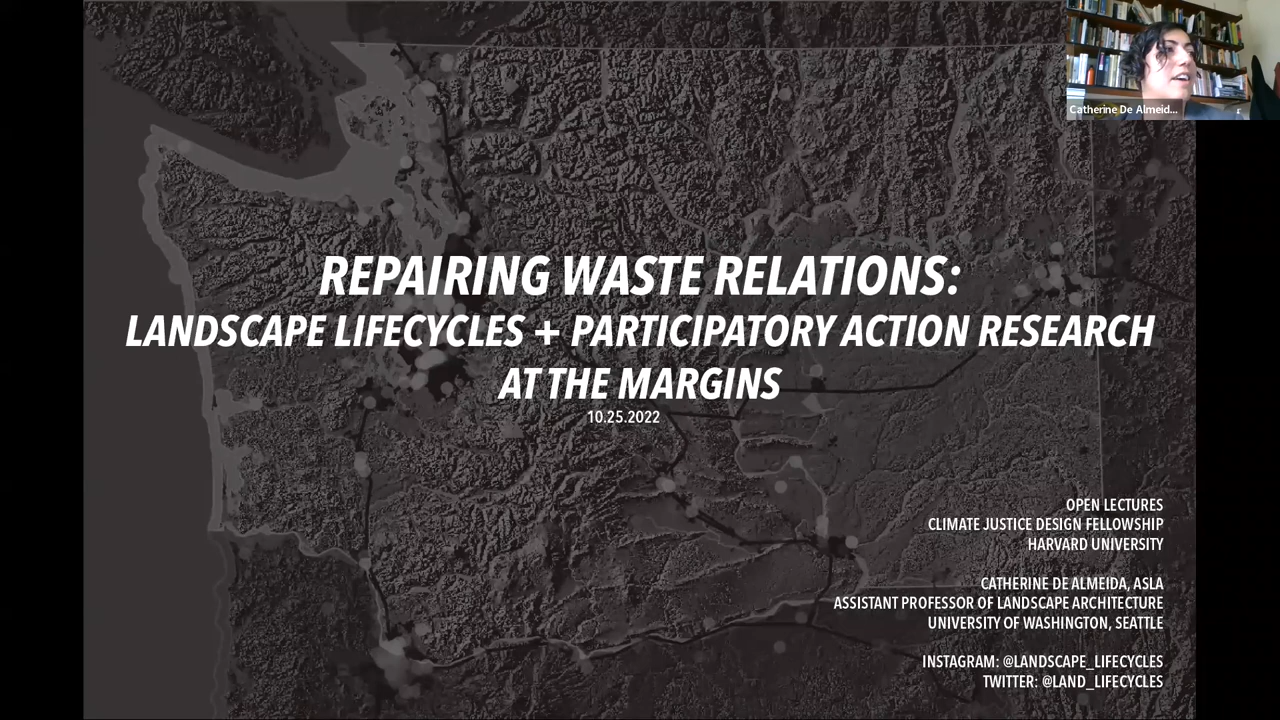 Catherine De Almeid...
REPAIRING WASTE RELATIONS:
LANDSCAPE LIFECYCLES + PARTICIPATORY ACTION RESEARCH
AT THE MARGINS
10.25.2022
OPEN LECTURES
CLIMATE JUSTICE DESIGN FELLOWSHIP
HARVARD UNIVERSITY
CATHERINE DE ALMEIDA, ASLA
ASSISTANT PROFESSOR OF LANDSCAPE ARCHITECTURE
UNIVERSITY OF WASHINGTON, SEATTLE
INSTAGRAM: @LANDSCAPE_LIFECYCLES
TWITTER: @LAND_LIFECYCLES